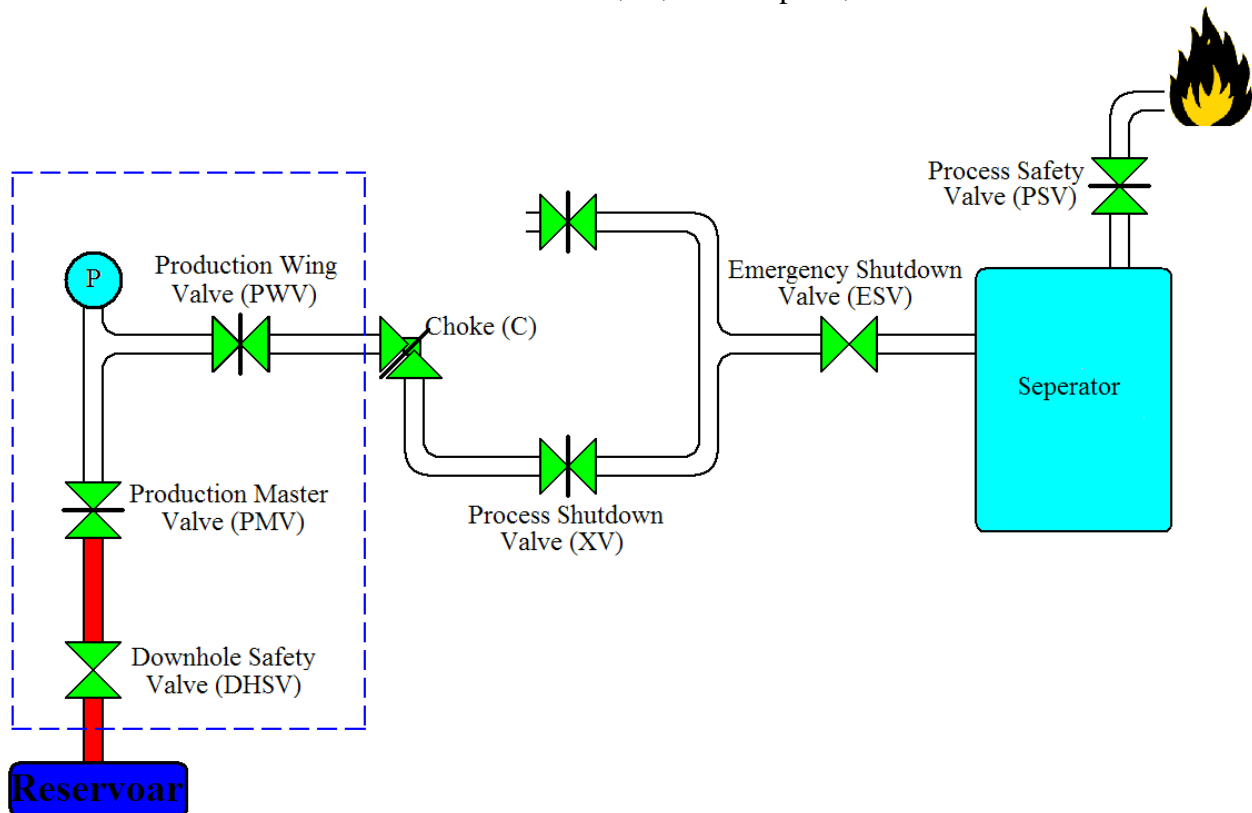 Process Safety
Valve (PSV)
P
Production Wing
Valve (PWV)
Emergency Shutdown
Valve (ESV)
Choke (C)
Seperator
Production Master
Valve (PMV)
Process Shutdown
Valve (XV)
Downhole Safety
Valve (DHSV)
Reservoar